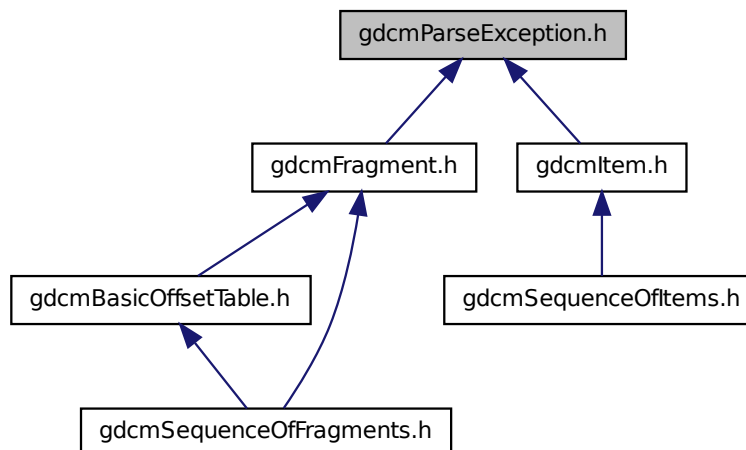 gdcmParseException.h
gdcmFragment.h
gdcmItem.h
gdcmBasicOffsetTable.h
gdcmSequenceOfItems.h
gdcmSequenceOfFragments.h